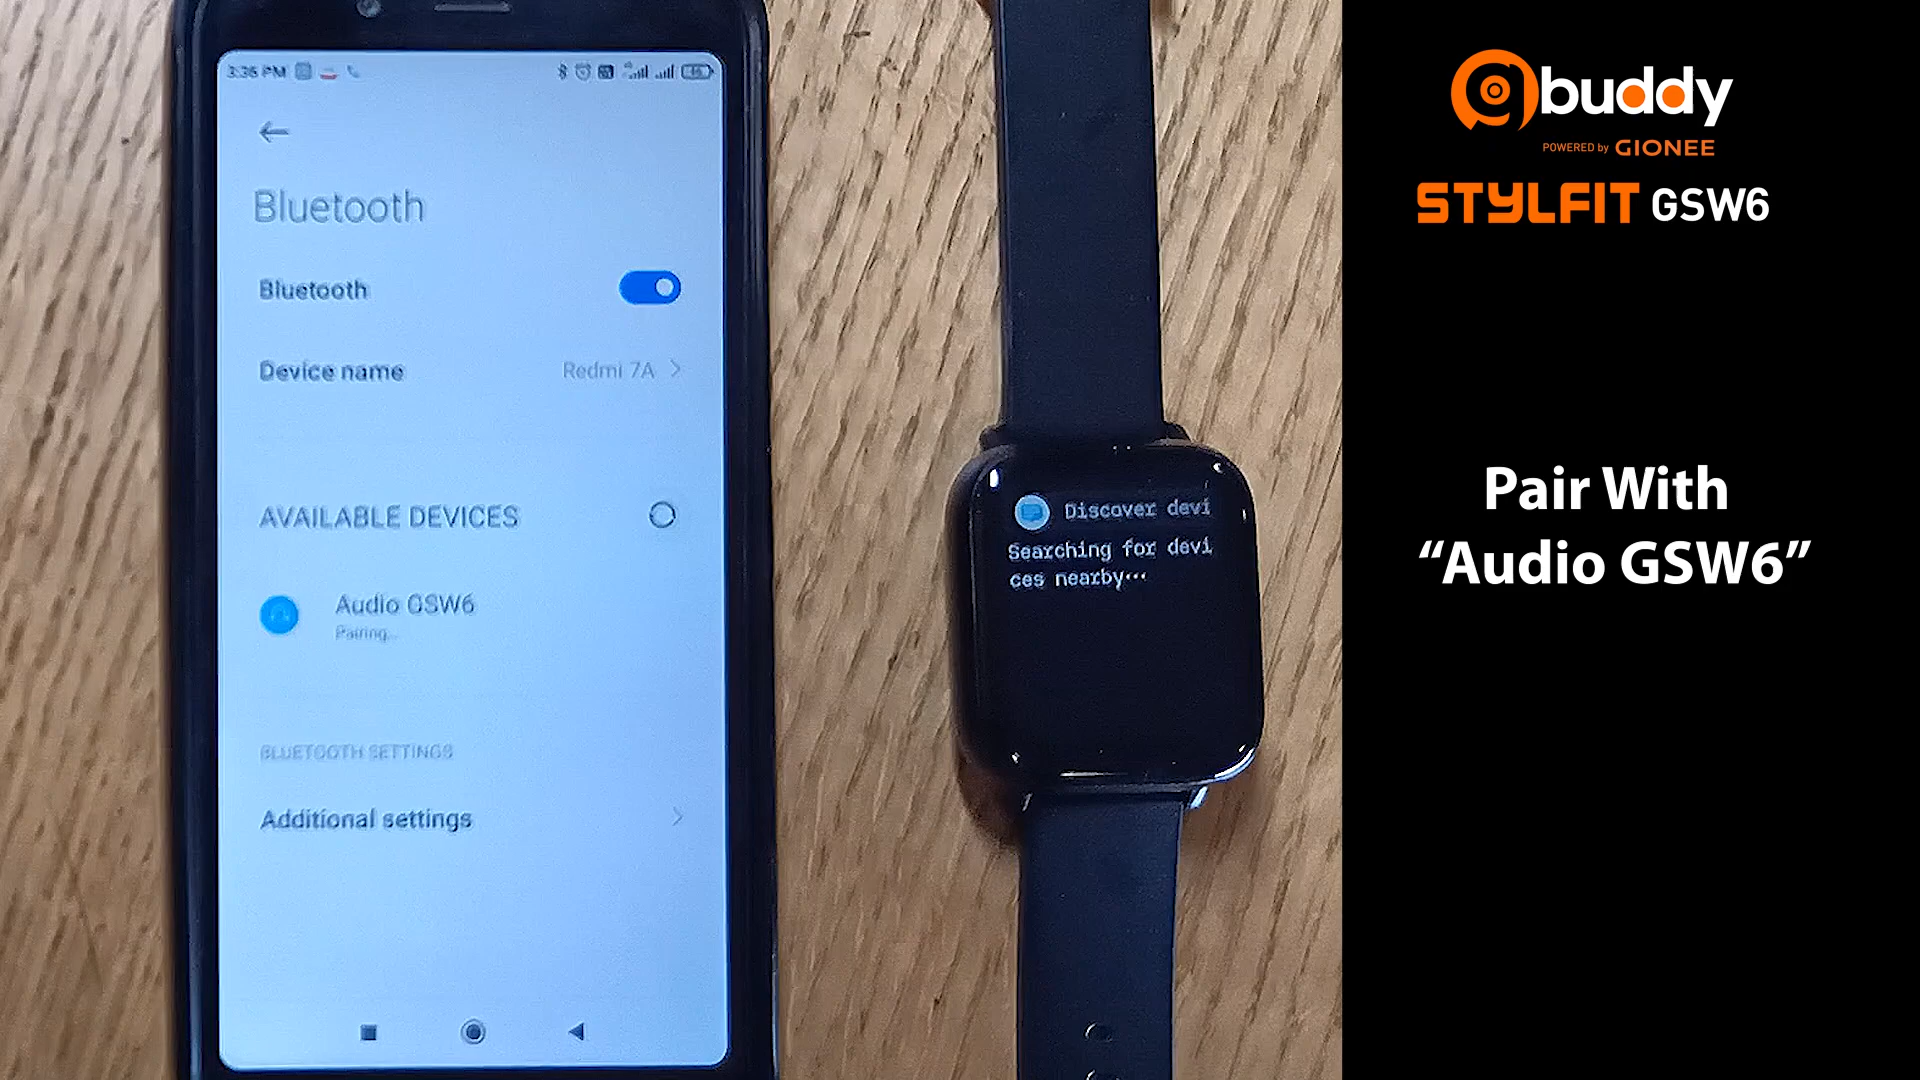 3:36 PM
Bluetooth
Bluetooth
Device name
Redmi 7A
AVAILABLE DEVICES
Audio GSW6
Pairing...
BLUETOOTH SETTINGS
Additional settings
Discover devi
Searching for devi
ces nearby...
buddy
POWERED by GIONEE
STYLFIT GSW6
Pair With
“Audio GSW6”